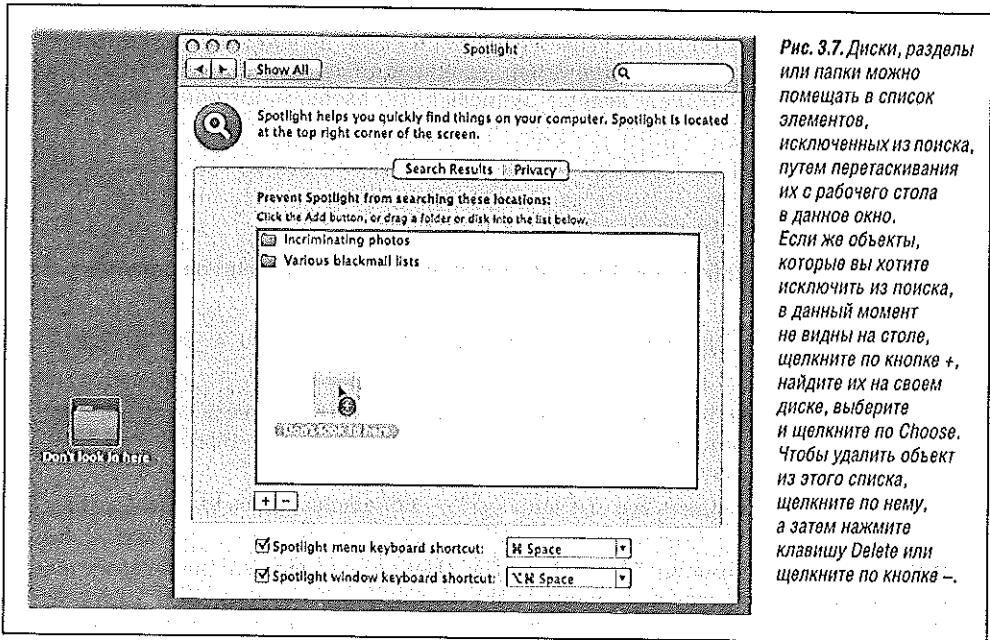 Spotlight
Show All
Spotlight helps you quickly find things on your computer. Spotlight is located
at the top right corner of the screen.
Search Results
Privacy
Prevent Spotlight from searching these locations:
Click the Add button, or drag a folder or disk into the list below.
Incriminating photos
Various blackmail lists
Don't look in here
Don't look in here
+ −
Spotlight menu keyboard shortcut: ⌘ Space
Spotlight window keyboard shortcut: ⌥⌘ Space
Рис. 3.7. Диски, разделы
или папки можно
помещать в список
элементов,
исключенных из поиска,
путем перетаскивания
их с рабочего стола
в данное окно.
Если же объекты,
которые вы хотите
исключить из поиска,
в данный момент
не видны на столе,
щелкните по кнопке +,
найдите их на своем
диске, выберите
и щелкните по Choose.
Чтобы удалить объект
из этого списка,
щелкните по нему,
а затем нажмите
клавишу Delete или
щелкните по кнопке –.